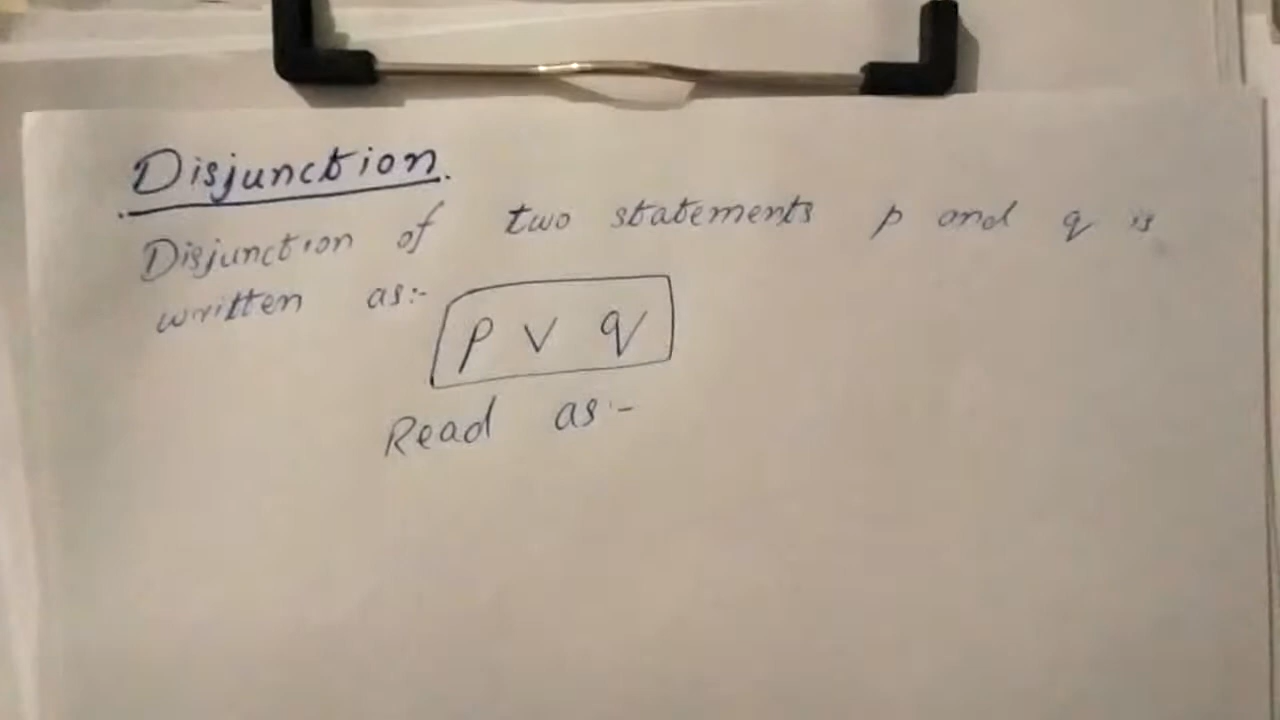 Disjunction.
Disjunction of two statements p and q is
written as:-
p ∨ q
Read as:-